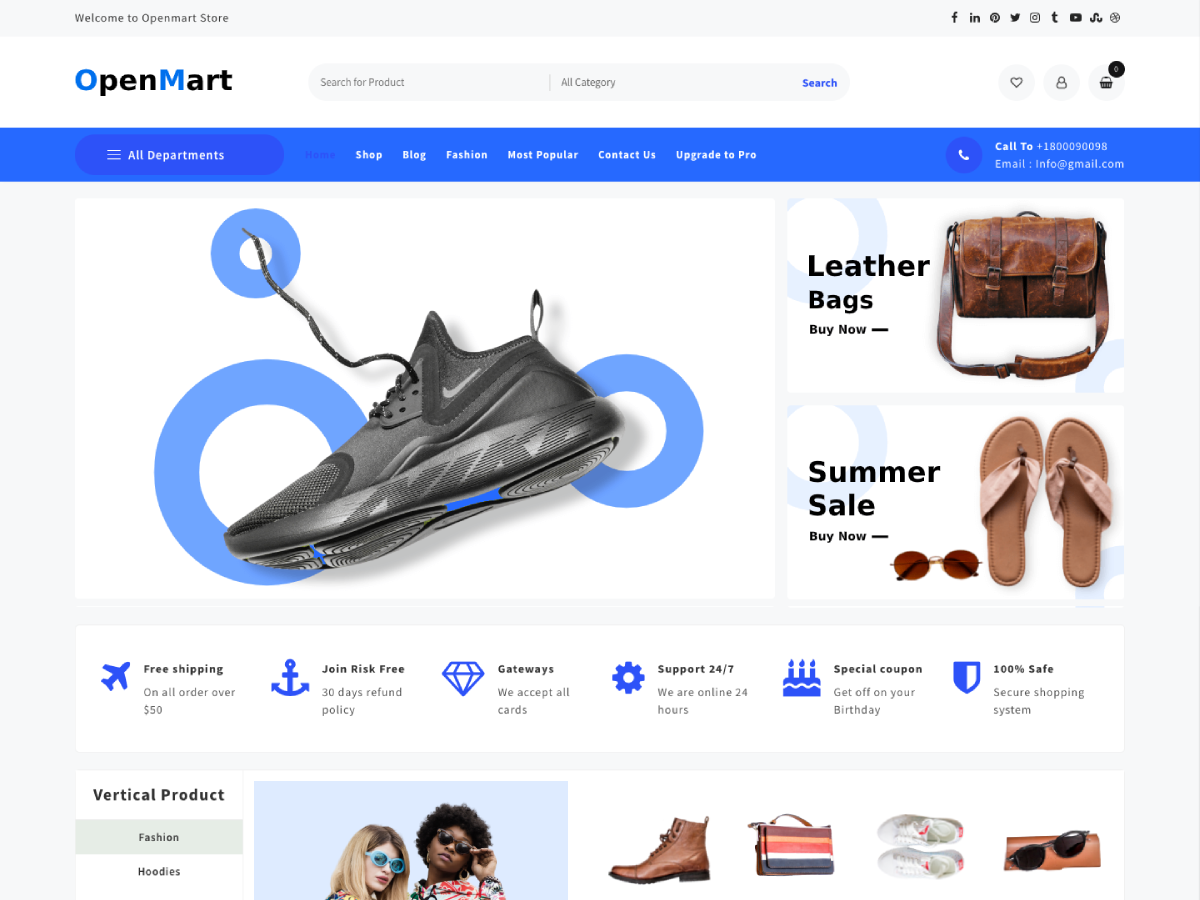 Welcome to Openmart Store
OpenMart
Search for Product
All Category
Search
0
All Departments
Home
Shop
Blog
Fashion
Most Popular
Contact Us
Upgrade to Pro
Call To +1800090098
Email : Info@gmail.com
Leather
Bags
Buy Now
Summer
Sale
Buy Now
Free shipping
On all order over
$50
Join Risk Free
30 days refund
policy
Gateways
We accept all
cards
Support 24/7
We are online 24
hours
Special coupon
Get off on your
Birthday
100% Safe
Secure shopping
system
Vertical Product
Fashion
Hoodies